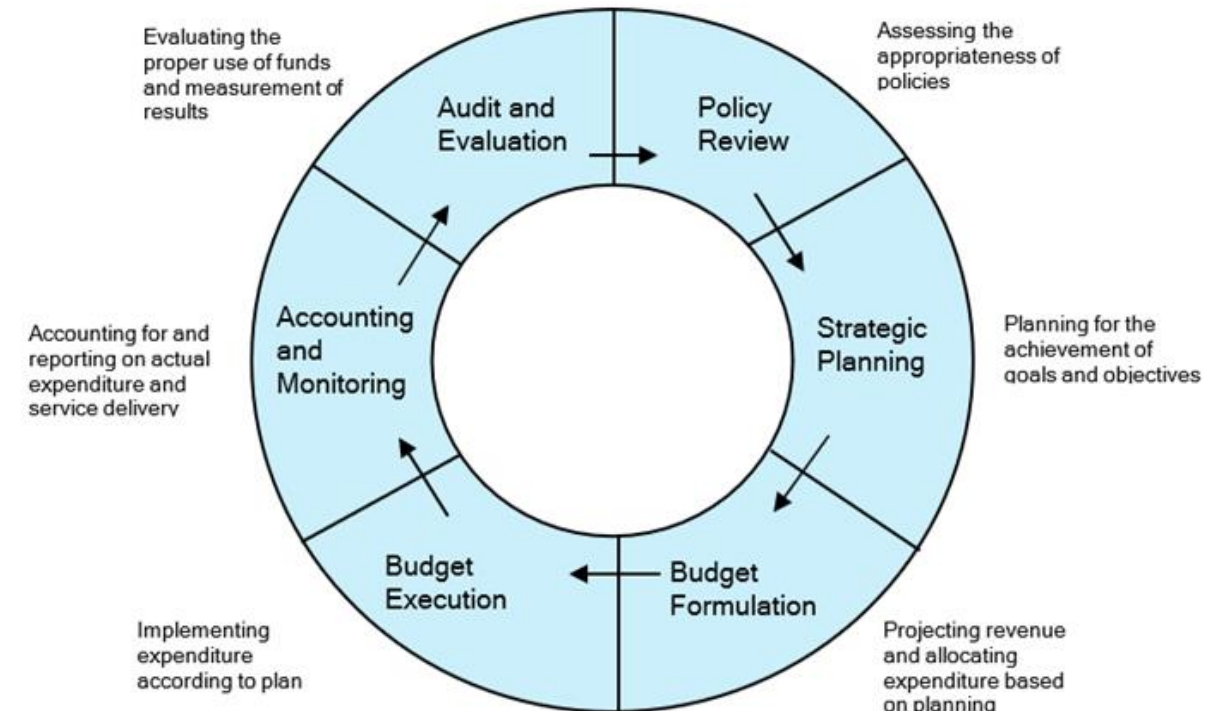 Evaluating the
proper use of funds
and measurement of
results
Audit and
Evaluation
Policy
Review
Assessing the
appropriateness of
policies
Accounting for and
reporting on actual
expenditure and
service delivery
Accounting
and
Monitoring
Strategic
Planning
Planning for the
achievement of
goals and objectives
Implementing
expenditure
according to plan
Budget
Execution
Budget
Formulation
Projecting revenue
and allocating
expenditure based
on planning